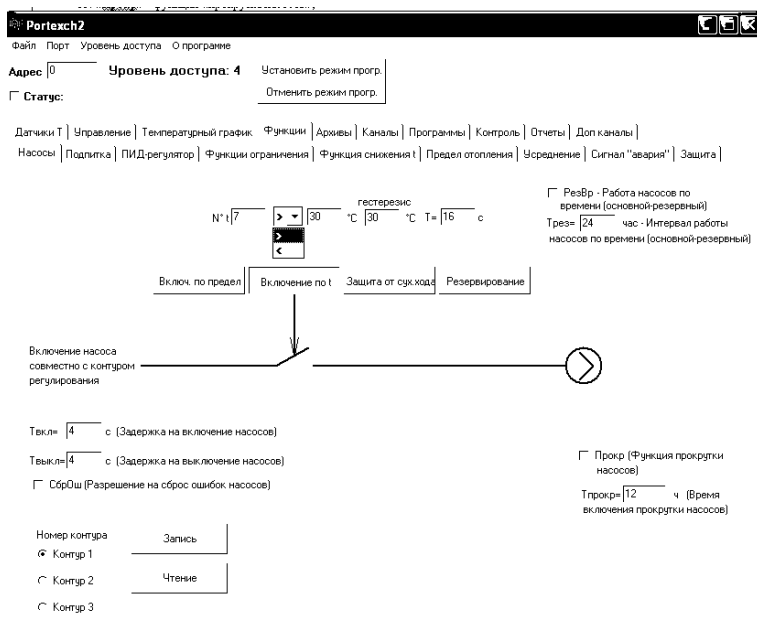 Portexch2
Файл Порт Уровень доступа О программе
Адрес 0 Уровень доступа: 4 Установить режим прогр.
Статус: Отменить режим прогр.
Датчики Т Управление Температурный график Функции Архивы Каналы Программы Контроль Отчеты Доп каналы
Насосы Подпитка ПИД-регулятор Функции ограничения Функция снижения t Предел отопления Усреднение Сигнал "авария" Защита
РезВр - Работа насосов по
времени (основной-резервный)
гестерезис
N° t 7 > 30 °C 30 °C T= 16 с
>
<
Трез= 24 час - Интервал работы
насосов по времени (основной-резервный)
Включ. по предел Включение по t Защита от сух.хода Резервирование
Включение насоса
совместно с контуром
регулирования
Твкл= 4 с (Задержка на включение насосов)
Твыкл= 4 с (Задержка на выключение насосов)
СбрОш (Разрешение на сброс ошибок насосов)
Прокр (Функция прокрутки
насосов)
Тпрокр= 12 ч (Время
включения прокрутки насосов)
Номер контура
Контур 1
Контур 2
Контур 3
Запись
Чтение